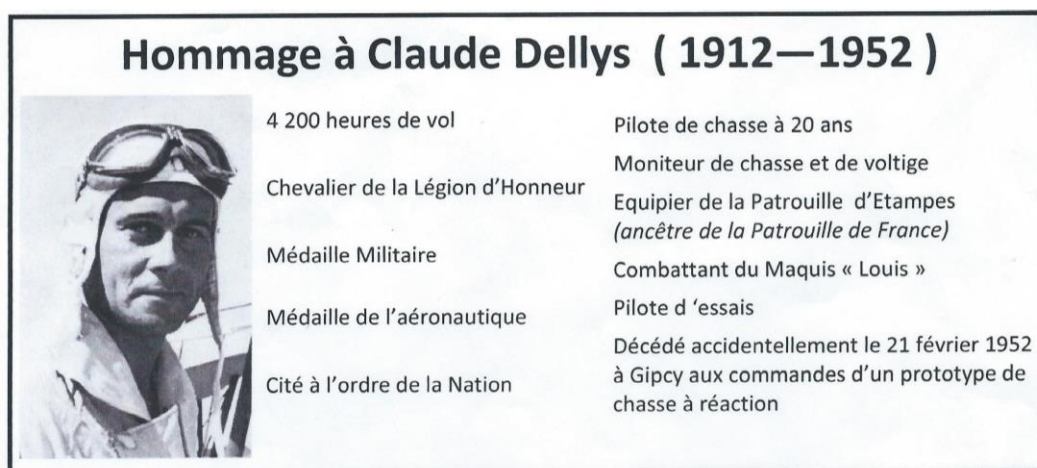 Hommage à Claude Dellys ( 1912—1952 )
4 200 heures de vol
Chevalier de la Légion d’Honneur
Médaille Militaire
Médaille de l’aéronautique
Cité à l’ordre de la Nation
Pilote de chasse à 20 ans
Moniteur de chasse et de voltige
Equipier de la Patrouille d’Etampes
(ancêtre de la Patrouille de France)
Combattant du Maquis « Louis »
Pilote d ‘essais
Décédé accidentellement le 21 février 1952
à Gipcy aux commandes d’un prototype de
chasse à réaction